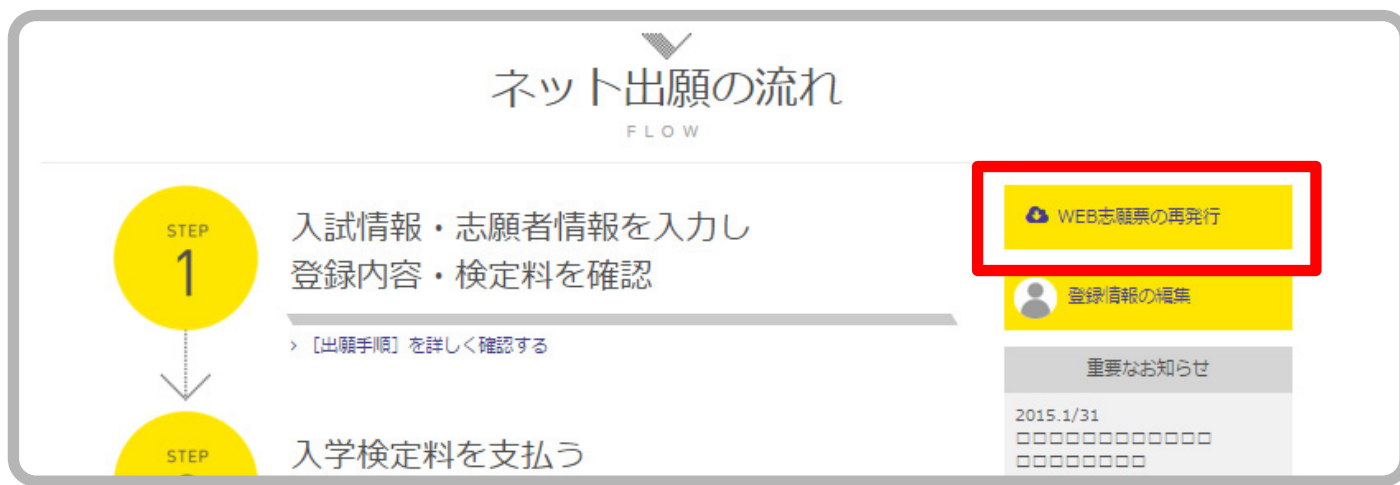 ネット出願の流れ
FLOW
STEP
1
入試情報・志願者情報を入力し
登録内容・検定料を確認
› [出願手順] を詳しく確認する
STEP
入学検定料を支払う
WEB志願票の再発行
登録情報の編集
重要なお知らせ
2015.1/31
□□□□□□□□□□□□
□□□□□□□□